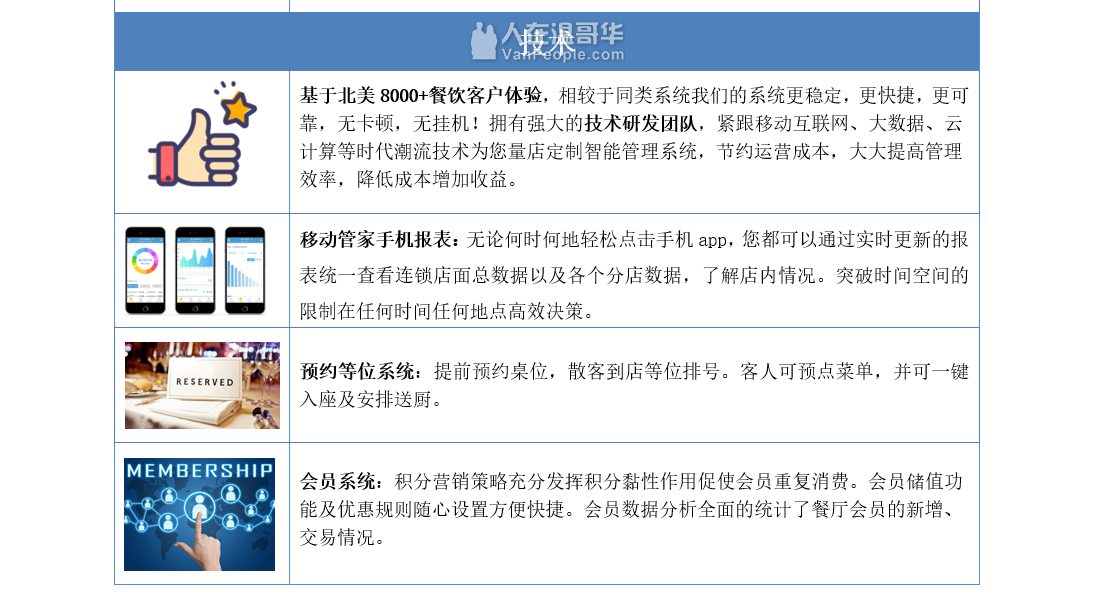 技术
人在温哥华
VanPeople.com
基于北美 8000+餐饮客户体验，相较于同类系统我们的系统更稳定，更快捷，更可
靠，无卡顿，无挂机！拥有强大的技术研发团队，紧跟移动互联网、大数据、云
计算等时代潮流技术为您量店定制智能管理系统，节约运营成本，大大提高管理
效率，降低成本增加收益。
移动管家手机报表：无论何时何地轻松点击手机 app，您都可以通过实时更新的报
表统一查看连锁店面总数据以及各个分店数据，了解店内情况。突破时间空间的
限制在任何时间任何地点高效决策。
RESERVED
预约等位系统：提前预约桌位，散客到店等位排号。客人可预点菜单，并可一键
入座及安排送厨。
MEMBERSHIP
会员系统：积分营销策略充分发挥积分黏性作用促使会员重复消费。会员储值功
能及优惠规则随心设置方便快捷。会员数据分析全面的统计了餐厅会员的新增、
交易情况。